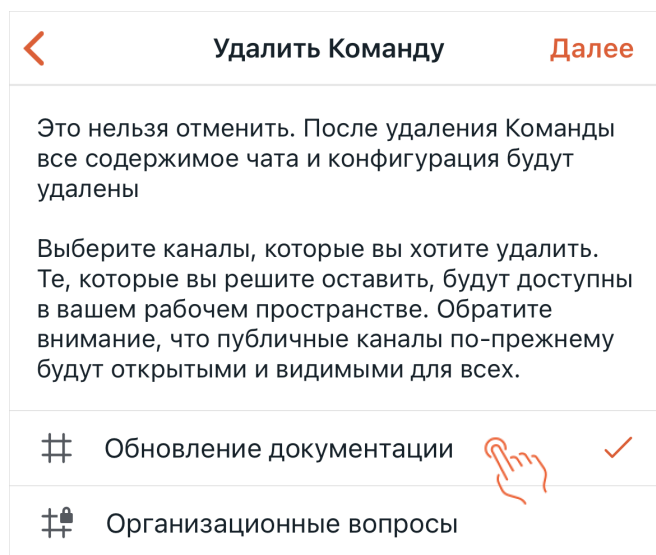 Удалить Команду Далее
Это нельзя отменить. После удаления Команды
все содержимое чата и конфигурация будут
удалены
Выберите каналы, которые вы хотите удалить.
Те, которые вы решите оставить, будут доступны
в вашем рабочем пространстве. Обратите
внимание, что публичные каналы по-прежнему
будут открытыми и видимыми для всех.
Обновление документации
Организационные вопросы